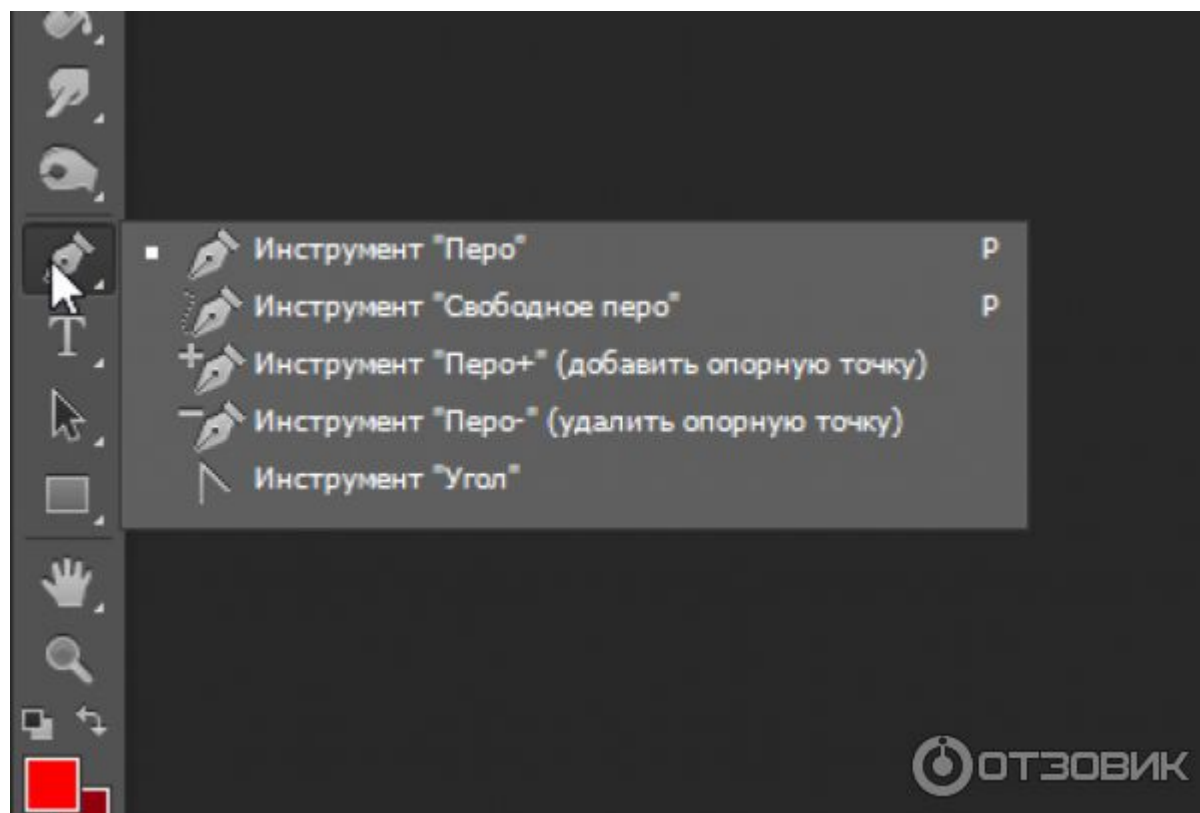 Инструмент "Перо" P
Инструмент "Свободное перо" P
Инструмент "Перо+" (добавить опорную точку)
Инструмент "Перо-" (удалить опорную точку)
Инструмент "Угол"
T
ОТЗОВИК